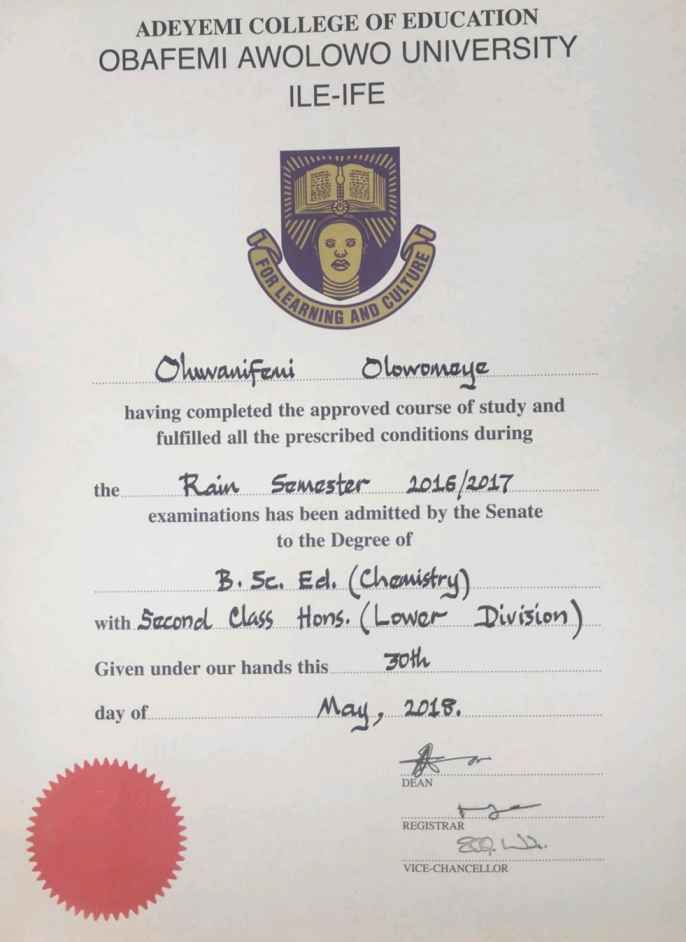 ADEYEMI COLLEGE OF EDUCATION
OBAFEMI AWOLOWO UNIVERSITY
ILE-IFE
FOR LEARNING AND CULTURE
Oluwanifemi Olowomeye
having completed the approved course of study and
fulfilled all the prescribed conditions during
the Rain Semester 2016/2017
examinations has been admitted by the Senate
to the Degree of
B. Sc. Ed. (Chemistry)
with Second Class Hons. (Lower Division)
Given under our hands this 30th
day of May, 2018.
DEAN
REGISTRAR
VICE-CHANCELLOR